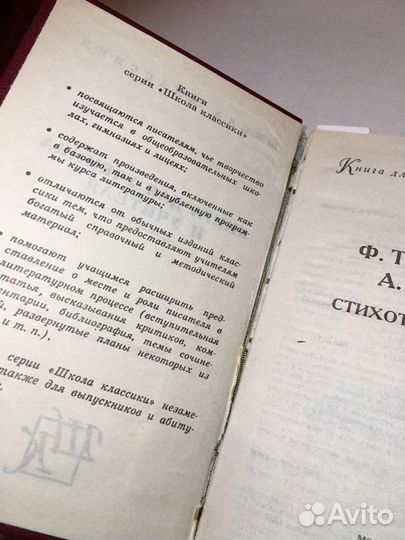 Книги
серии «Школа классики»
• посвящаются писателям, чье творчество
изучается в общеобразовательных шко-
лах, гимназиях и лицеях;
• содержат произведения, включенные как
в базовую, так и в углубленную програм-
мы курса литературы;
• отличаются от обычных изданий клас-
сики тем, что предоставляют учителям
богатый справочный и методический
материал;
• помогают учащимся расширить пред-
ставление о месте и роли писателя в
литературном процессе (вступительная
статья, высказывания критиков, ком-
ментарии, библиография, темы сочине-
й, развернутые планы некоторых из
и т. п.),
серии «Школа классики» незаме-
также для выпускников и абиту-
ШК
Книга дл
Ф. Т
А.
СТИХОТ
МО
Avito